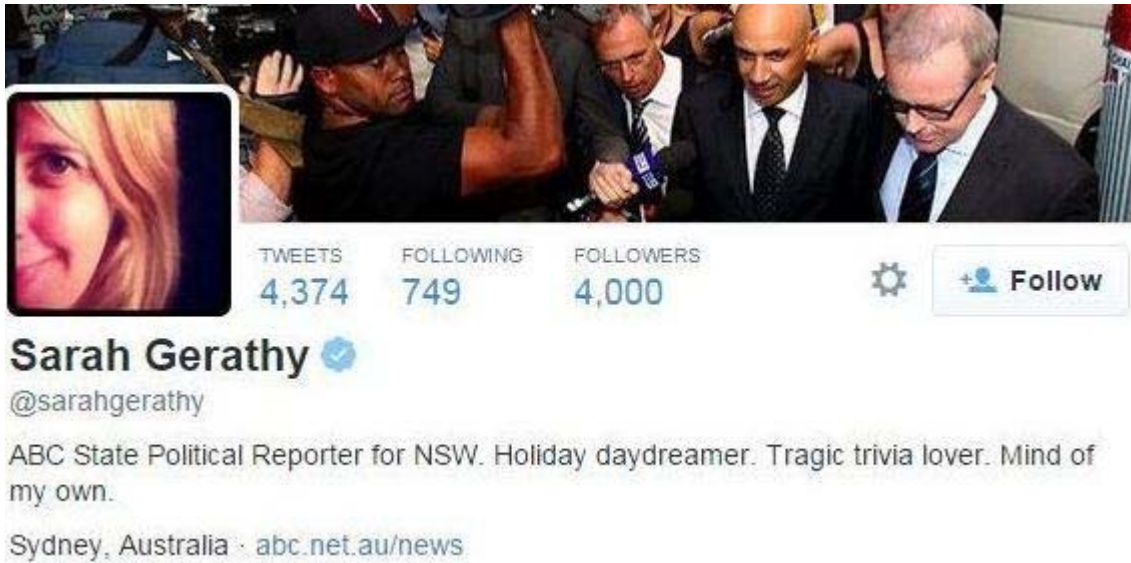 TWEETS FOLLOWING FOLLOWERS
4,374 749 4,000
Follow
Sarah Gerathy
@sarahgerathy
ABC State Political Reporter for NSW. Holiday daydreamer. Tragic trivia lover. Mind of
my own.
Sydney, Australia · abc.net.au/news